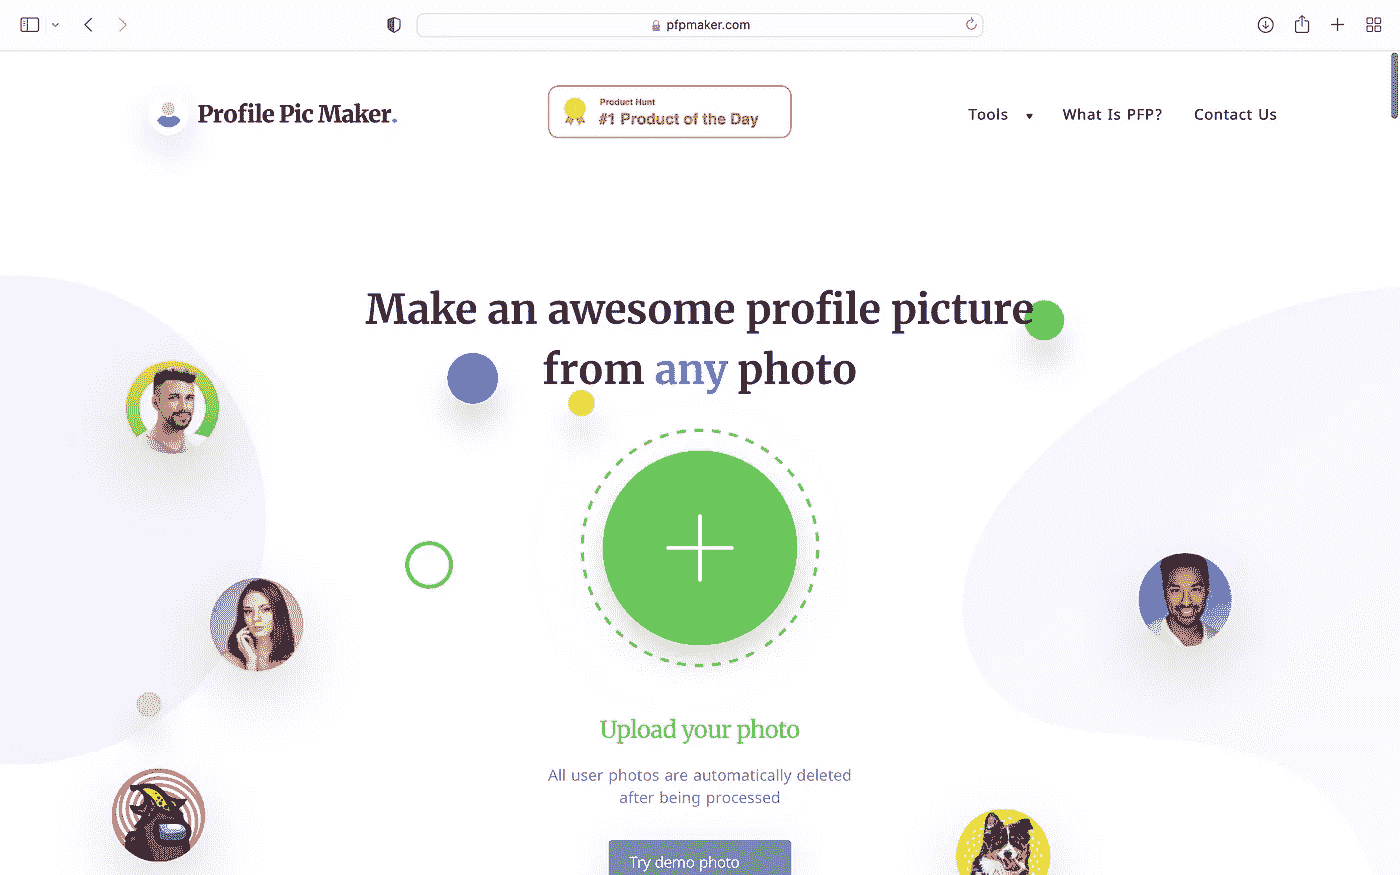 pfpmaker.com
Profile Pic Maker.
Product Hunt
#1 Product of the Day
Tools
What Is PFP?
Contact Us
Make an awesome profile picture
from any photo
Upload your photo
All user photos are automatically deleted
after being processed
Try demo photo